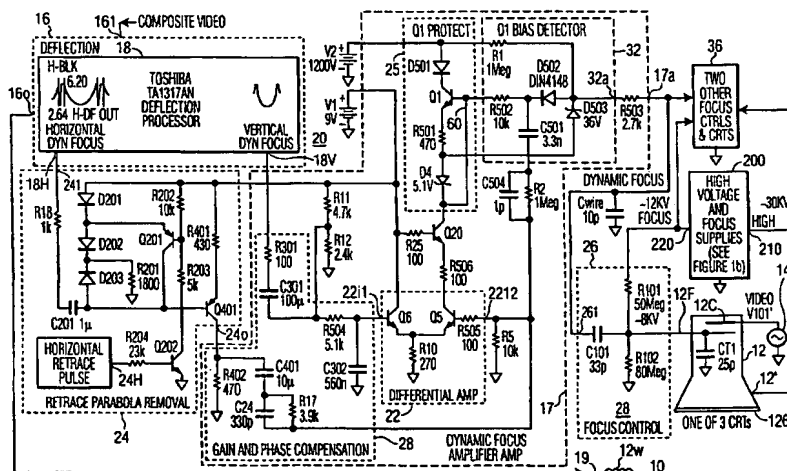 161
COMPOSITE VIDEO
16
DEFLECTION
18
H-BLK
6.20
2.64 H-DF OUT
HORIZONTAL
DYN FOCUS
TOSHIBA
TA1317AN
DEFLECTION
PROCESSOR
VERTICAL
DYN FOCUS
20
18V
16o
18H
241
V2
1200V
V1
9V
Q1 PROTECT
25
D501
Q1
R501
470
60
D4
5.1V
Q20
R25
100
R506
100
Q1 BIAS DETECTOR
R1
1Meg
D502
DIN4148
32
32a
17a
R502
10k
C501
3.3n
D503
36V
R503
2.7k
C504
1p
R2
1Meg
DYNAMIC FOCUS
Cwire
10p
36
TWO
OTHER
FOCUS
CTRLS
& CRTS
200
HIGH
VOLTAGE
AND
FOCUS
SUPPLIES
(SEE
FIGURE 1b)
~12KV
FOCUS
220
~30KV
HIGH
210
R18
1k
D201
D202
D203
R202
10k
Q201
R401
430
R201
1800
R203
5k
C201 1µ
Q401
24o
R204
23k
Q202
HORIZONTAL
RETRACE
PULSE
24H
RETRACE PARABOLA REMOVAL
24
R11
4.7k
R12
2.4k
R301
100
C301
100µ
R504
5.1k
C302
560n
22i1
Q6
Q5
2212
R505
100
R5
10k
R10
270
22
DIFFERENTIAL AMP
R402
470
C401
10µ
C24
330p
R17
3.9k
GAIN AND PHASE COMPENSATION
28
DYNAMIC FOCUS
AMPLIFIER AMP
17
26
261
C101
33p
R101
50Meg
~8KV
R102
80Meg
28
FOCUS CONTROL
12F
12C
CT1
25p
VIDEO
V101'
14
12
12'
126
ONE OF 3 CRTs
19
12w
10